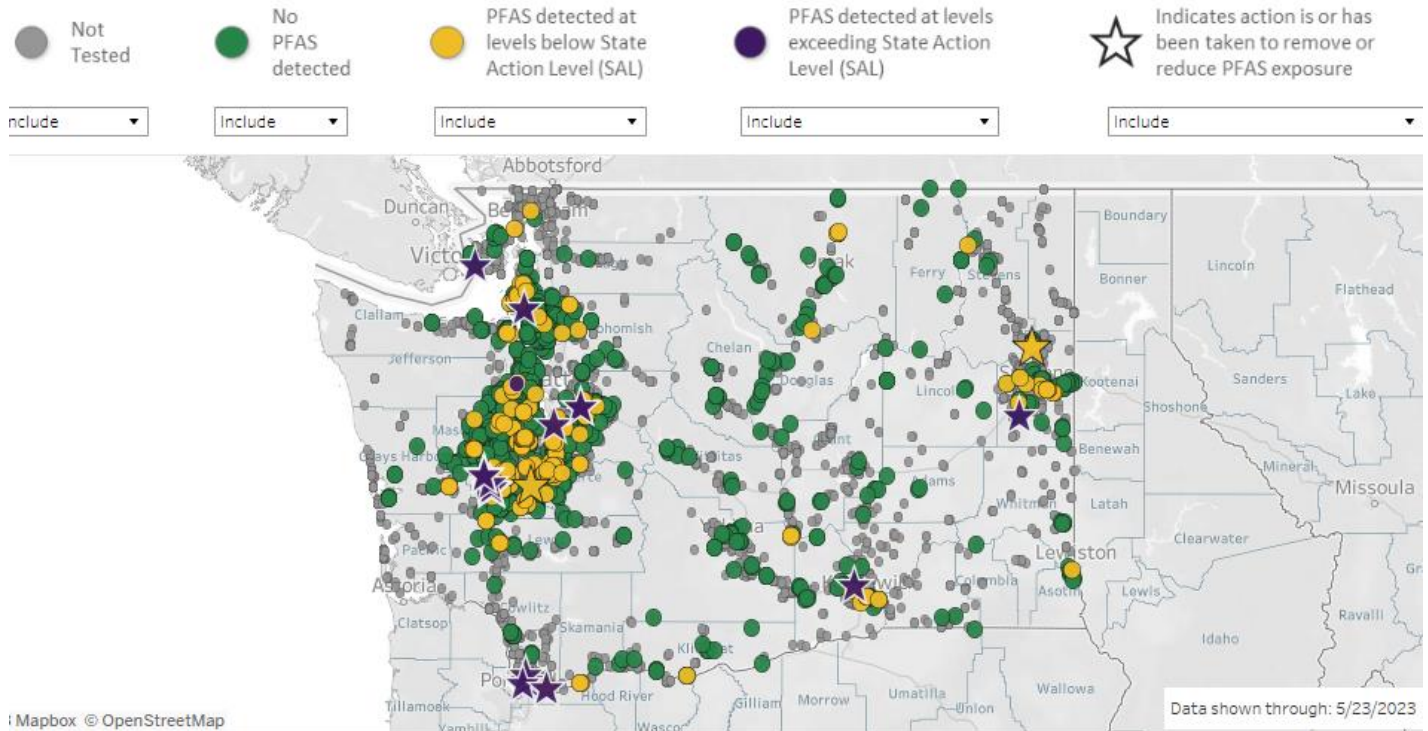 Not
Tested
No
PFAS
detected
PFAS detected at
levels below State
Action Level (SAL)
PFAS detected at levels
exceeding State Action
Level (SAL)
Indicates action is or has
been taken to remove or
reduce PFAS exposure
nclude
Include
Include
Include
Include
Abbotsford
Duncan
Boundary
Ferry
Stevens
Bonner
Lincoln
Flathead
Clallam
Jefferson
Chelan
Douglas
Kootenai
Sanders
Lake
Shoshone
Benewah
Mineral
Adams
Whitman
Latah
Missoula
Pacific
Clearwater
Lewiston
Astoria
Columbia
Asotin
Lewis
Ravalli
Clatsop
Skamania
Idaho
Hood River
Gilliam
Morrow
Umatilla
Union
Wallowa
Tillamook
Wasco
Mapbox © OpenStreetMap
Data shown through: 5/23/2023